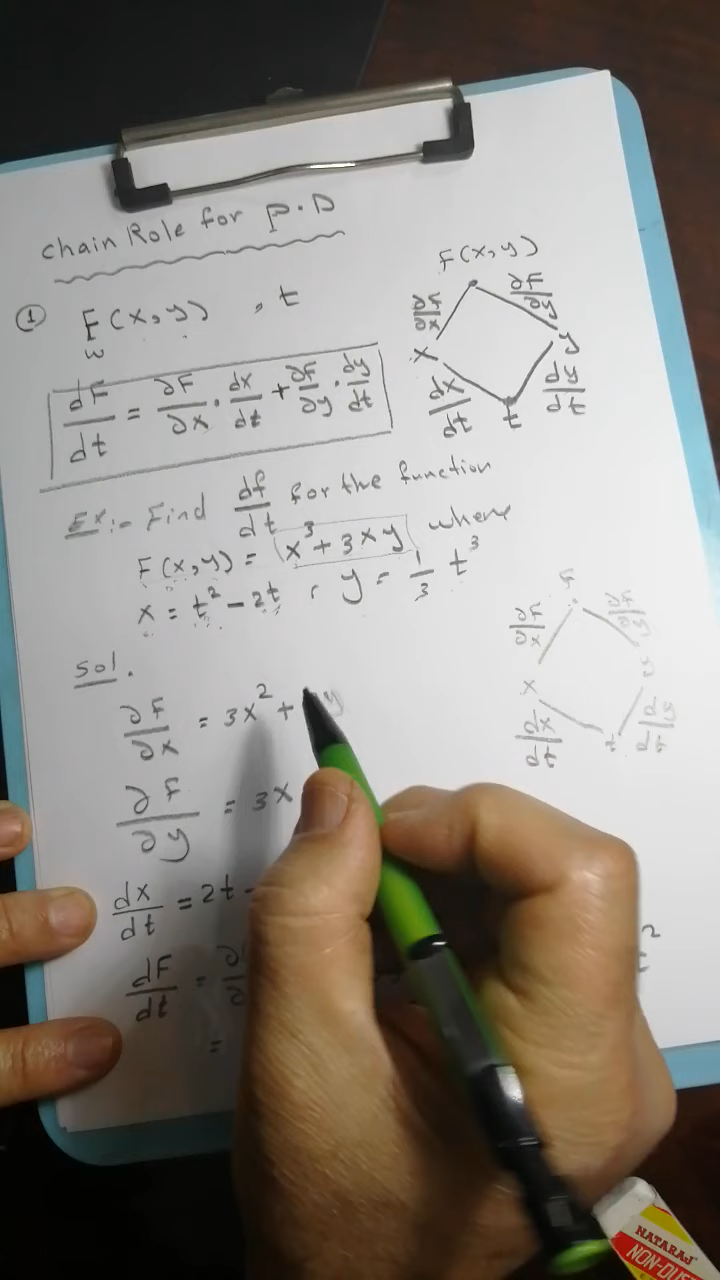 chain Role for P.D
① F(x,y) , t
dF/dt = ∂F/∂x · dx/dt + ∂F/∂y · dy/dt
F(x,y)
∂F/∂x ∂F/∂y
x y
dx/dt dy/dt
t
Ex:- Find df/dt for the function
F(x,y) = x³ + 3xy where
x = t² - 2t , y = 1/3 t³
Sol.
F
∂F/∂x ∂F/∂y
x y
dx/dt dy/dt
t
∂F/∂x = 3x² + y
∂F/∂y = 3x
dx/dt = 2t -
t²
dF/dt = ∂
=
NATARAJ